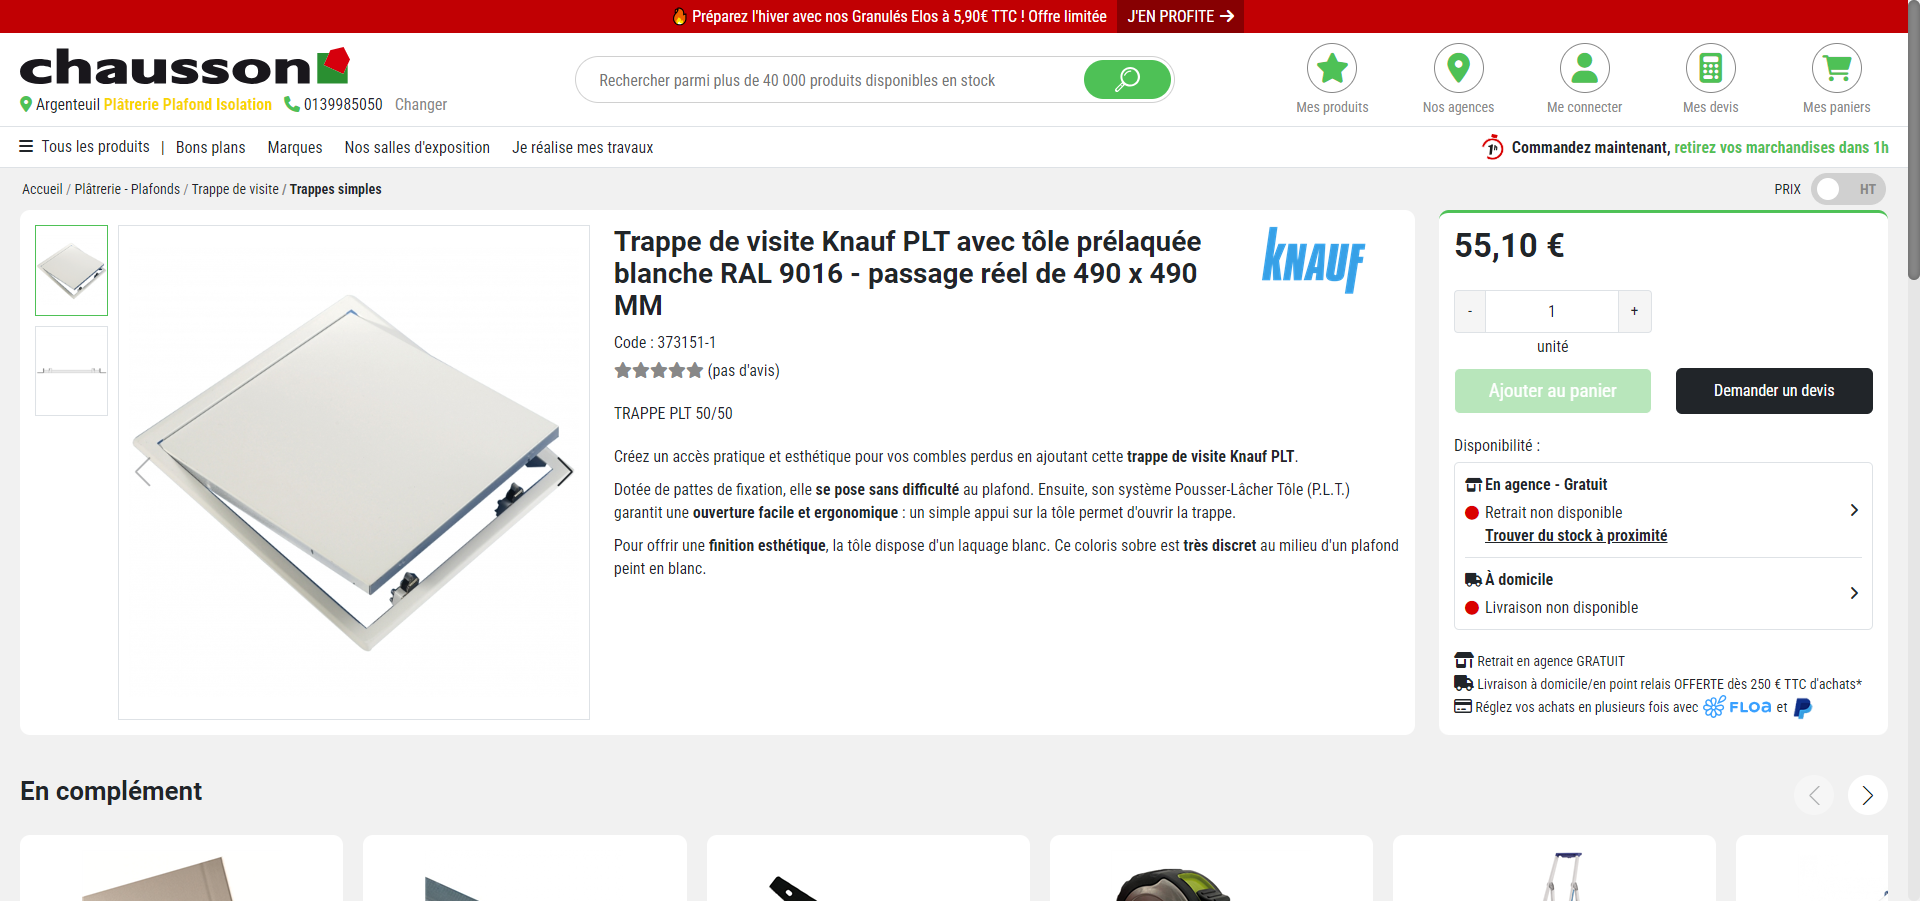 🔥 Préparez l'hiver avec nos Granulés Elos à 5,90€ TTC ! Offre limitée J'EN PROFITE →
chausson
Argenteuil Plâtrerie Plafond Isolation 0139985050 Changer
Rechercher parmi plus de 40 000 produits disponibles en stock
Mes produits
Nos agences
Me connecter
Mes devis
Mes paniers
Tous les produits | Bons plans Marques Nos salles d'exposition Je réalise mes travaux
1h Commandez maintenant, retirez vos marchandises dans 1h
Accueil / Plâtrerie - Plafonds / Trappe de visite / Trappes simples
PRIX HT
Trappe de visite Knauf PLT avec tôle prélaquée
blanche RAL 9016 - passage réel de 490 x 490
MM
KNAUF
Code : 373151-1
(pas d'avis)
TRAPPE PLT 50/50
Créez un accès pratique et esthétique pour vos combles perdus en ajoutant cette trappe de visite Knauf PLT.
Dotée de pattes de fixation, elle se pose sans difficulté au plafond. Ensuite, son système Pousser-Lâcher Tôle (P.L.T.)
garantit une ouverture facile et ergonomique : un simple appui sur la tôle permet d'ouvrir la trappe.
Pour offrir une finition esthétique, la tôle dispose d'un laquage blanc. Ce coloris sobre est très discret au milieu d'un plafond
peint en blanc.
55,10 €
- 1 +
unité
Ajouter au panier
Demander un devis
Disponibilité :
En agence - Gratuit
Retrait non disponible
Trouver du stock à proximité
À domicile
Livraison non disponible
Retrait en agence GRATUIT
Livraison à domicile/en point relais OFFERTE dès 250 € TTC d'achats*
Réglez vos achats en plusieurs fois avec FLOA et
En complément